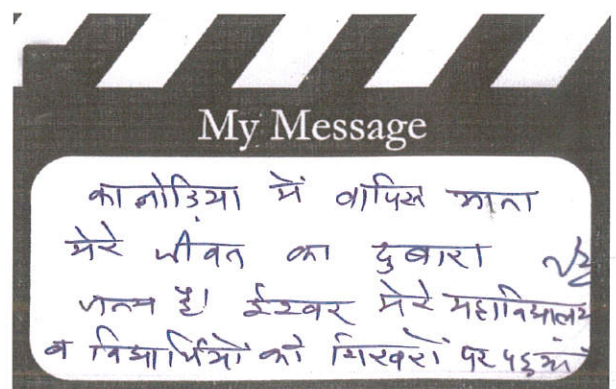 My Message
कानोड़िया में वापिस आना
मेरे जीवन का दुबारा
जन्म है। ईश्वर मेरे महाविद्यालय
व विद्यार्थियों को शिखरों पर पहुचाँ